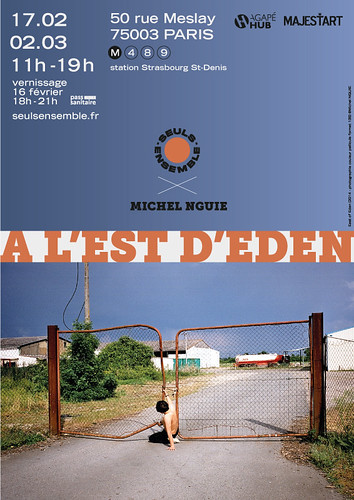 17.02
02.03
11h-19h
vernissage
16 février
18h-21h
pass
sanitaire
seulsensemble.fr
50 rue Meslay
75003 PARIS
M 4 8 9
station Strasbourg St-Denis
AGAPÉ
HUB
MAJESTART
SEULS
ENSEMBLE
MICHEL NGUIE
A L'EST D'EDEN